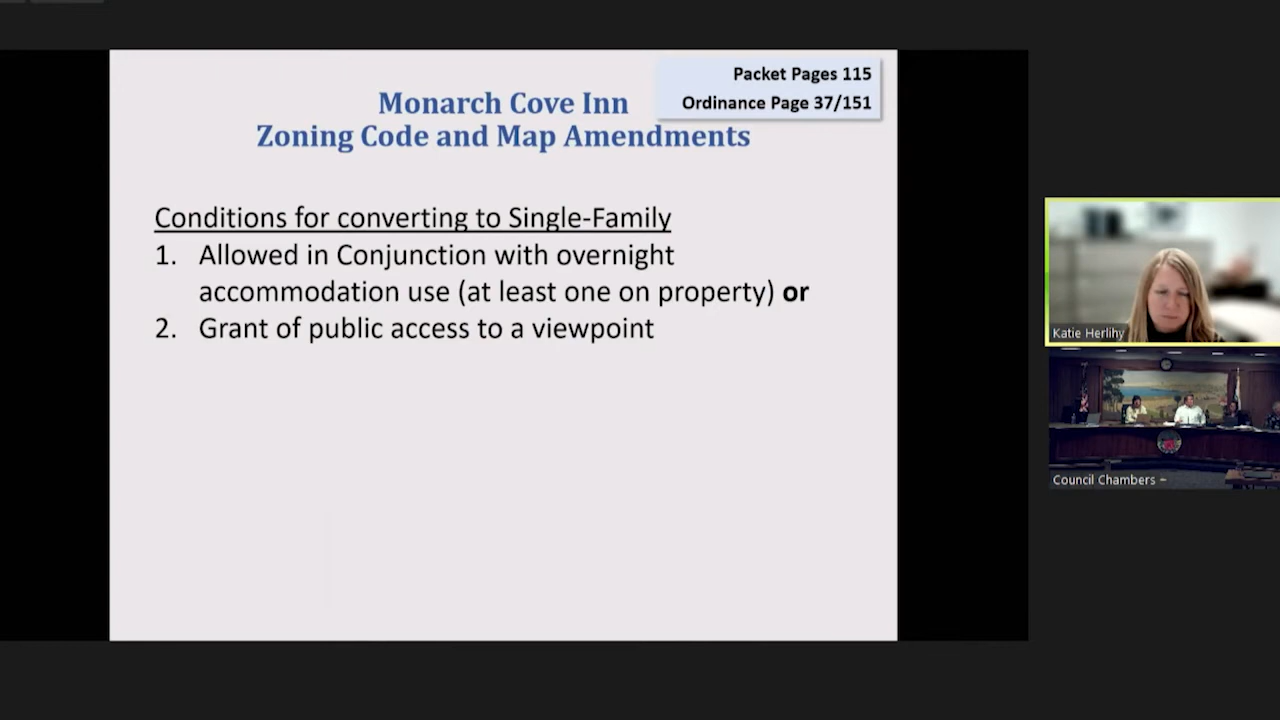 Packet Pages 115
Ordinance Page 37/151
Monarch Cove Inn
Zoning Code and Map Amendments
Conditions for converting to Single-Family
1. Allowed in Conjunction with overnight
accommodation use (at least one on property) or
2. Grant of public access to a viewpoint
Katie Herlihy
Council Chambers ~